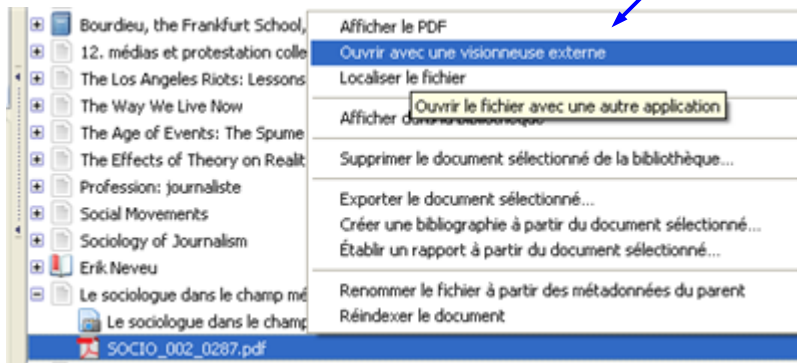 Bourdieu, the Frankfurt School,
12. médias et protestation colle
The Los Angeles Riots: Lessons
The Way We Live Now
The Age of Events: The Spume
The Effects of Theory on Realit
Profession: journaliste
Social Movements
Sociology of Journalism
Erik Neveu
Le sociologue dans le champ mé
Le sociologue dans le champ
SOCIO_002_0287.pdf
Afficher le PDF
Ouvrir avec une visionneuse externe
Localiser le fichier
Ouvrir le fichier avec une autre application
Afficher dans la bibliothèque
Supprimer le document sélectionné de la bibliothèque...
Exporter le document sélectionné...
Créer une bibliographie à partir du document sélectionné...
Établir un rapport à partir du document sélectionné...
Renommer le fichier à partir des métadonnées du parent
Réindexer le document